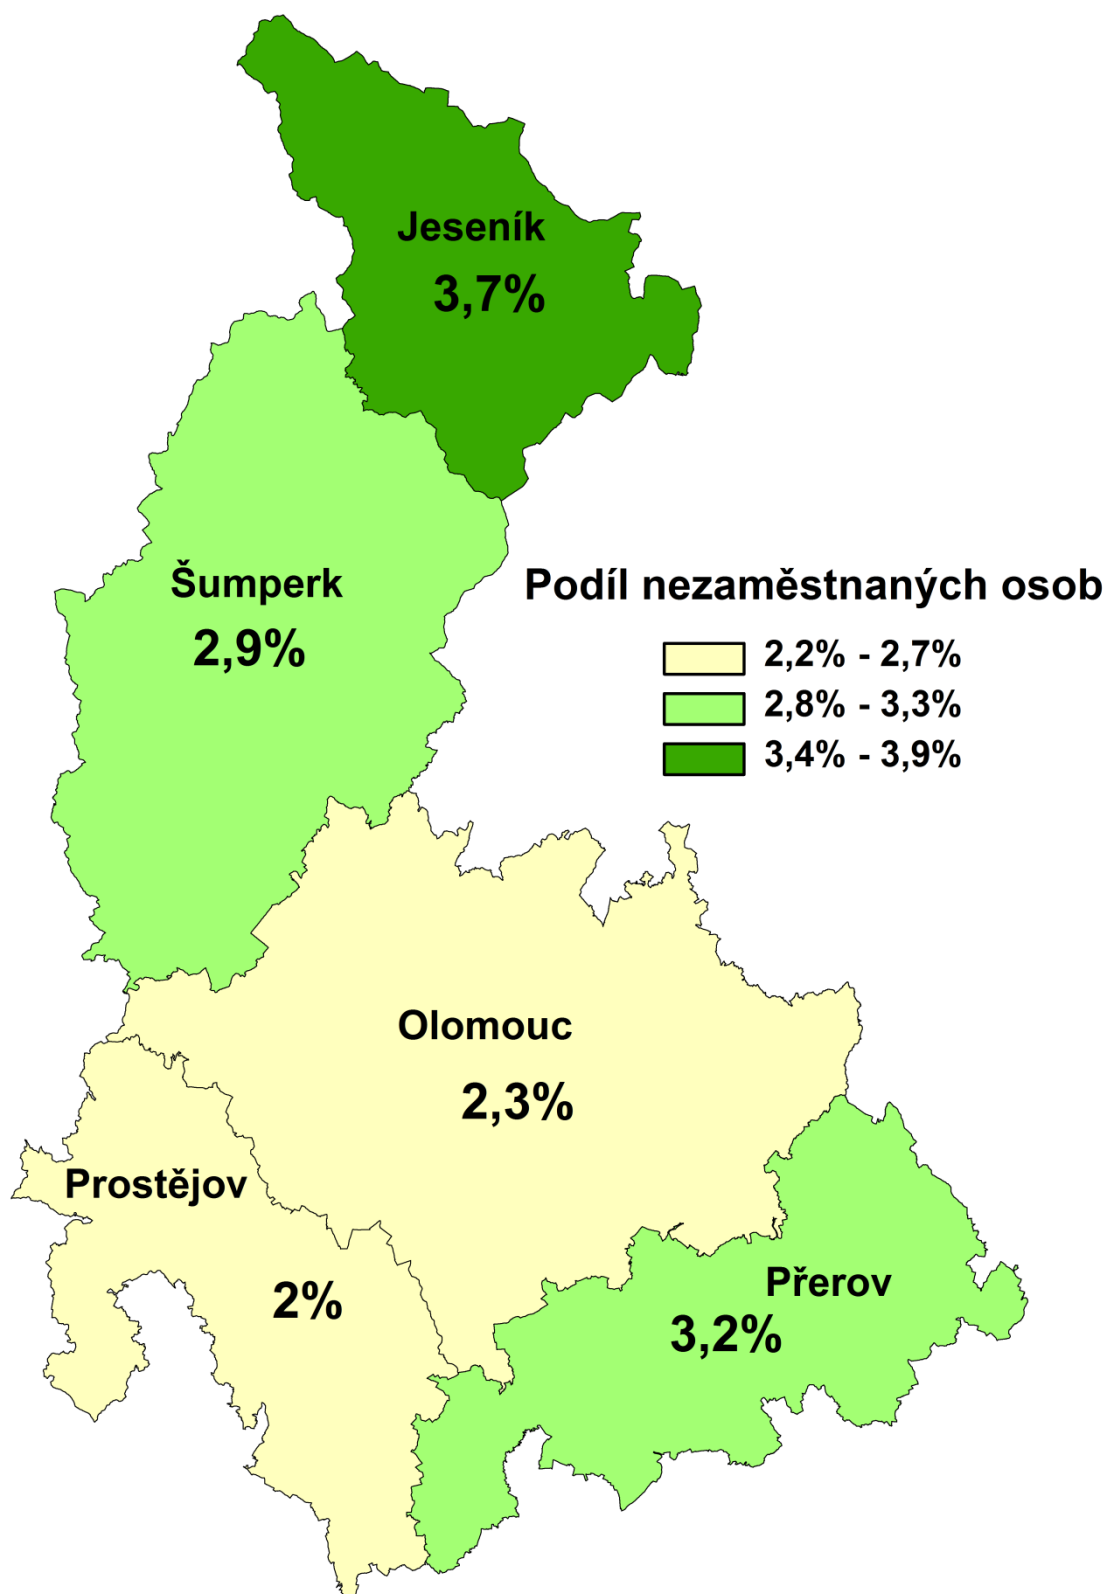 Jeseník
3,7%
Šumperk
2,9%
Podíl nezaměstnaných osob
2,2% - 2,7%
2,8% - 3,3%
3,4% - 3,9%
Olomouc
2,3%
Prostějov
2%
Přerov
3,2%